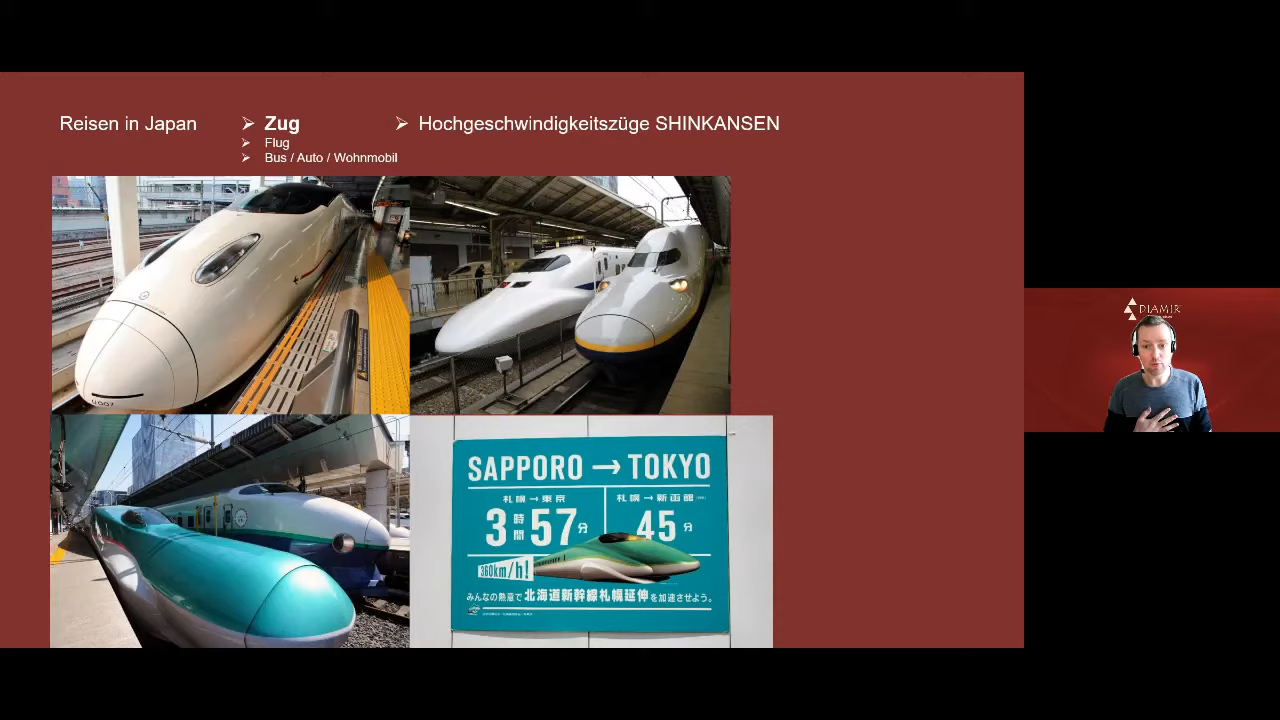 Reisen in Japan
➢ Zug
➢ Flug
➢ Bus / Auto / Wohnmobil
➢ Hochgeschwindigkeitszüge SHINKANSEN
SAPPORO → TOKYO
札幌→東京
3時間57分
札幌→新函館
45分
360km/h!
みんなの熱意で北海道新幹線札幌延伸を加速させよう。
DIAMIR